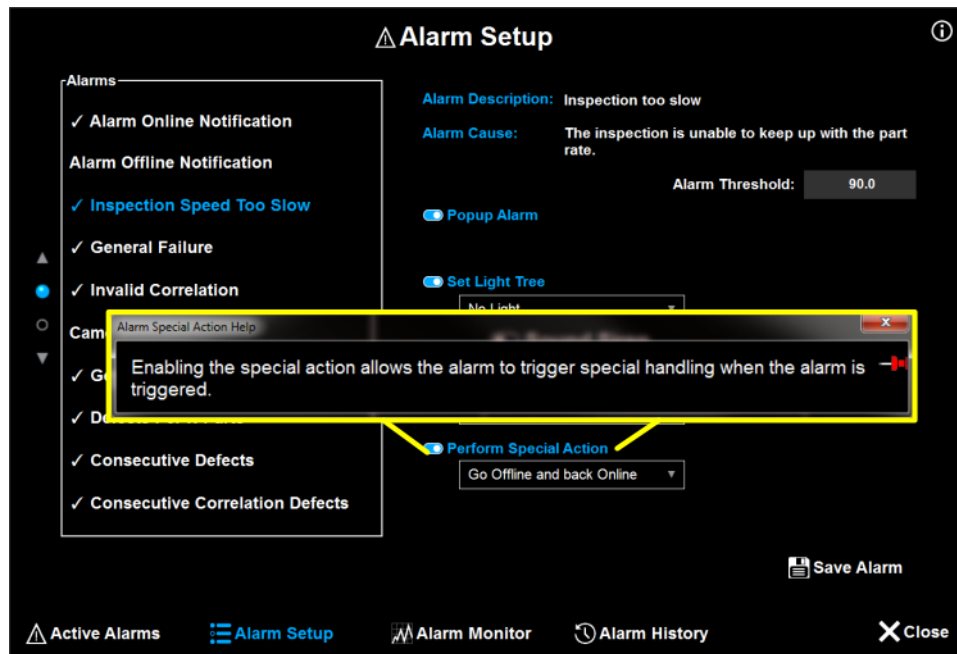 Alarm Setup
Alarms
✓ Alarm Online Notification
Alarm Offline Notification
✓ Inspection Speed Too Slow
✓ General Failure
✓ Invalid Correlation
✓ Consecutive Defects
✓ Consecutive Correlation Defects
Alarm Description: Inspection too slow
Alarm Cause: The inspection is unable to keep up with the part
rate.
Alarm Threshold: 90.0
Popup Alarm
Set Light Tree
No Light
Alarm Special Action Help
Enabling the special action allows the alarm to trigger special handling when the alarm is
triggered.
Perform Special Action
Go Offline and back Online
Save Alarm
Active Alarms
Alarm Setup
Alarm Monitor
Alarm History
Close